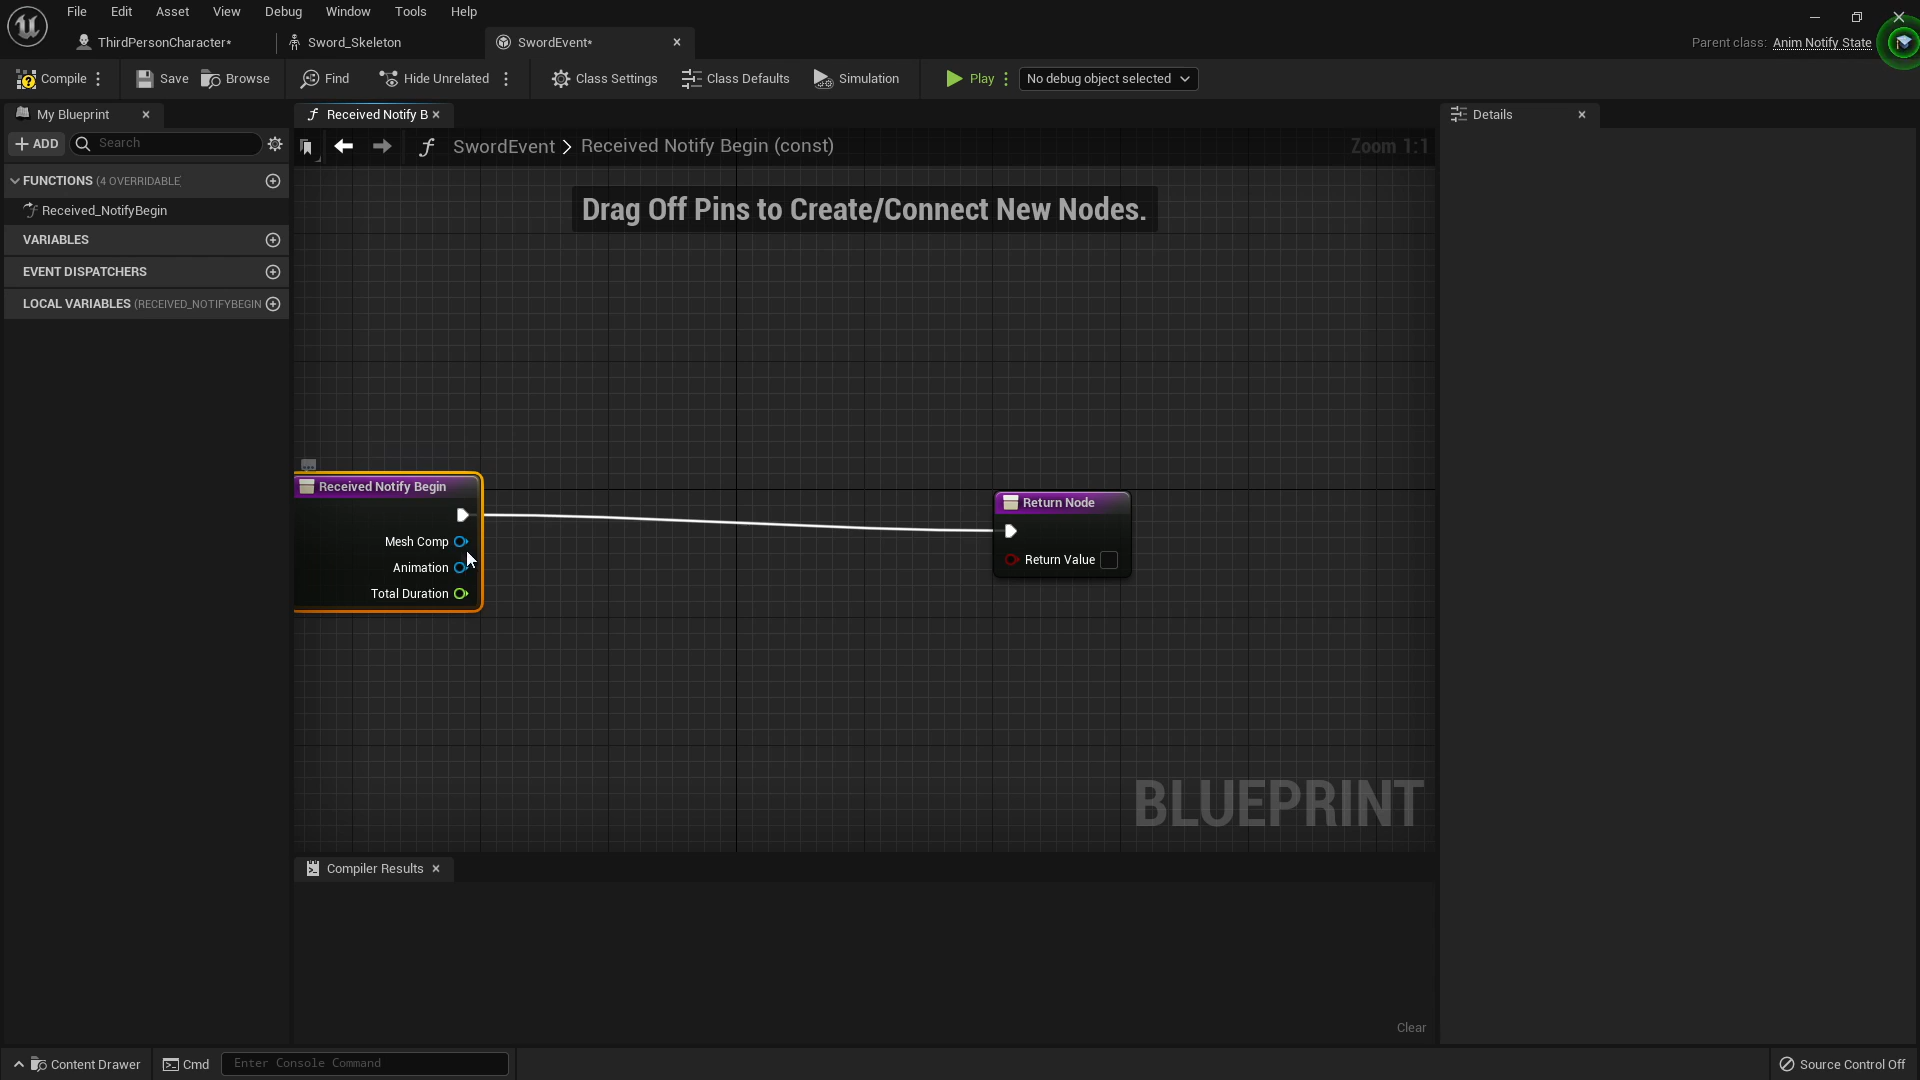 File Edit Asset View Debug Window Tools Help
ThirdPersonCharacter* Sword_Skeleton SwordEvent* Parent class: Anim Notify State
Compile Save Browse Find Hide Unrelated Class Settings Class Defaults Simulation Play No debug object selected
My Blueprint Received Notify B Details
ADD Search SwordEvent > Received Notify Begin (const) Zoom 1:1
FUNCTIONS (4 OVERRIDABLE
Received_NotifyBegin
VARIABLES
EVENT DISPATCHERS
LOCAL VARIABLES (RECEIVED_NOTIFYBEGIN
Drag Off Pins to Create/Connect New Nodes.
Received Notify Begin
Mesh Comp
Animation
Total Duration
Return Node
Return Value
BLUEPRINT
Compiler Results
Clear
Content Drawer Cmd Enter Console Command Source Control Off